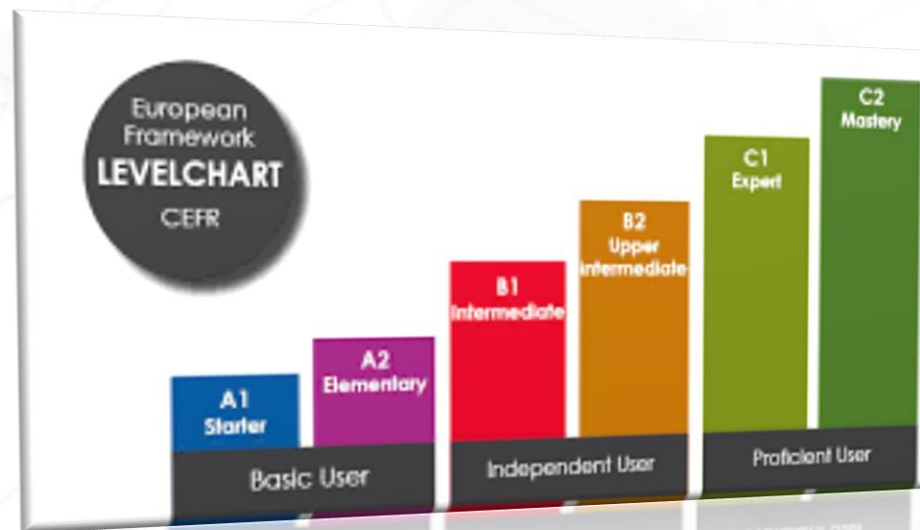 European
Framework
LEVELCHART
CEFR
A1
Starter
A2
Elementary
B1
Intermediate
B2
Upper
intermediate
C1
Expert
C2
Mastery
Basic User
Independent User
Proficient User